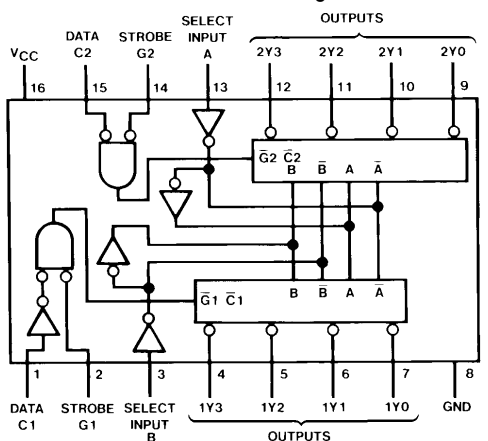 OUTPUTS
SELECT INPUT A
DATA C2
STROBE G2
VCC
2Y3 2Y2 2Y1 2Y0
16 15 14 13 12 11 10 9
G̅2 C̅2
B B̅ A A̅
G̅1 C̅1 B B̅ A A̅
1 2 3 4 5 6 7 8
DATA C1
STROBE G1
SELECT INPUT B
1Y3 1Y2 1Y1 1Y0
GND
OUTPUTS